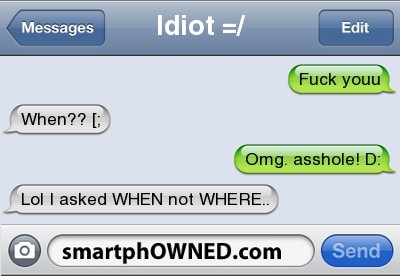 Messages
Idiot =/
Edit
Fuck youu
When?? [;
Omg. asshole! D:
Lol I asked WHEN not WHERE..
smartphOWNED.com
Send